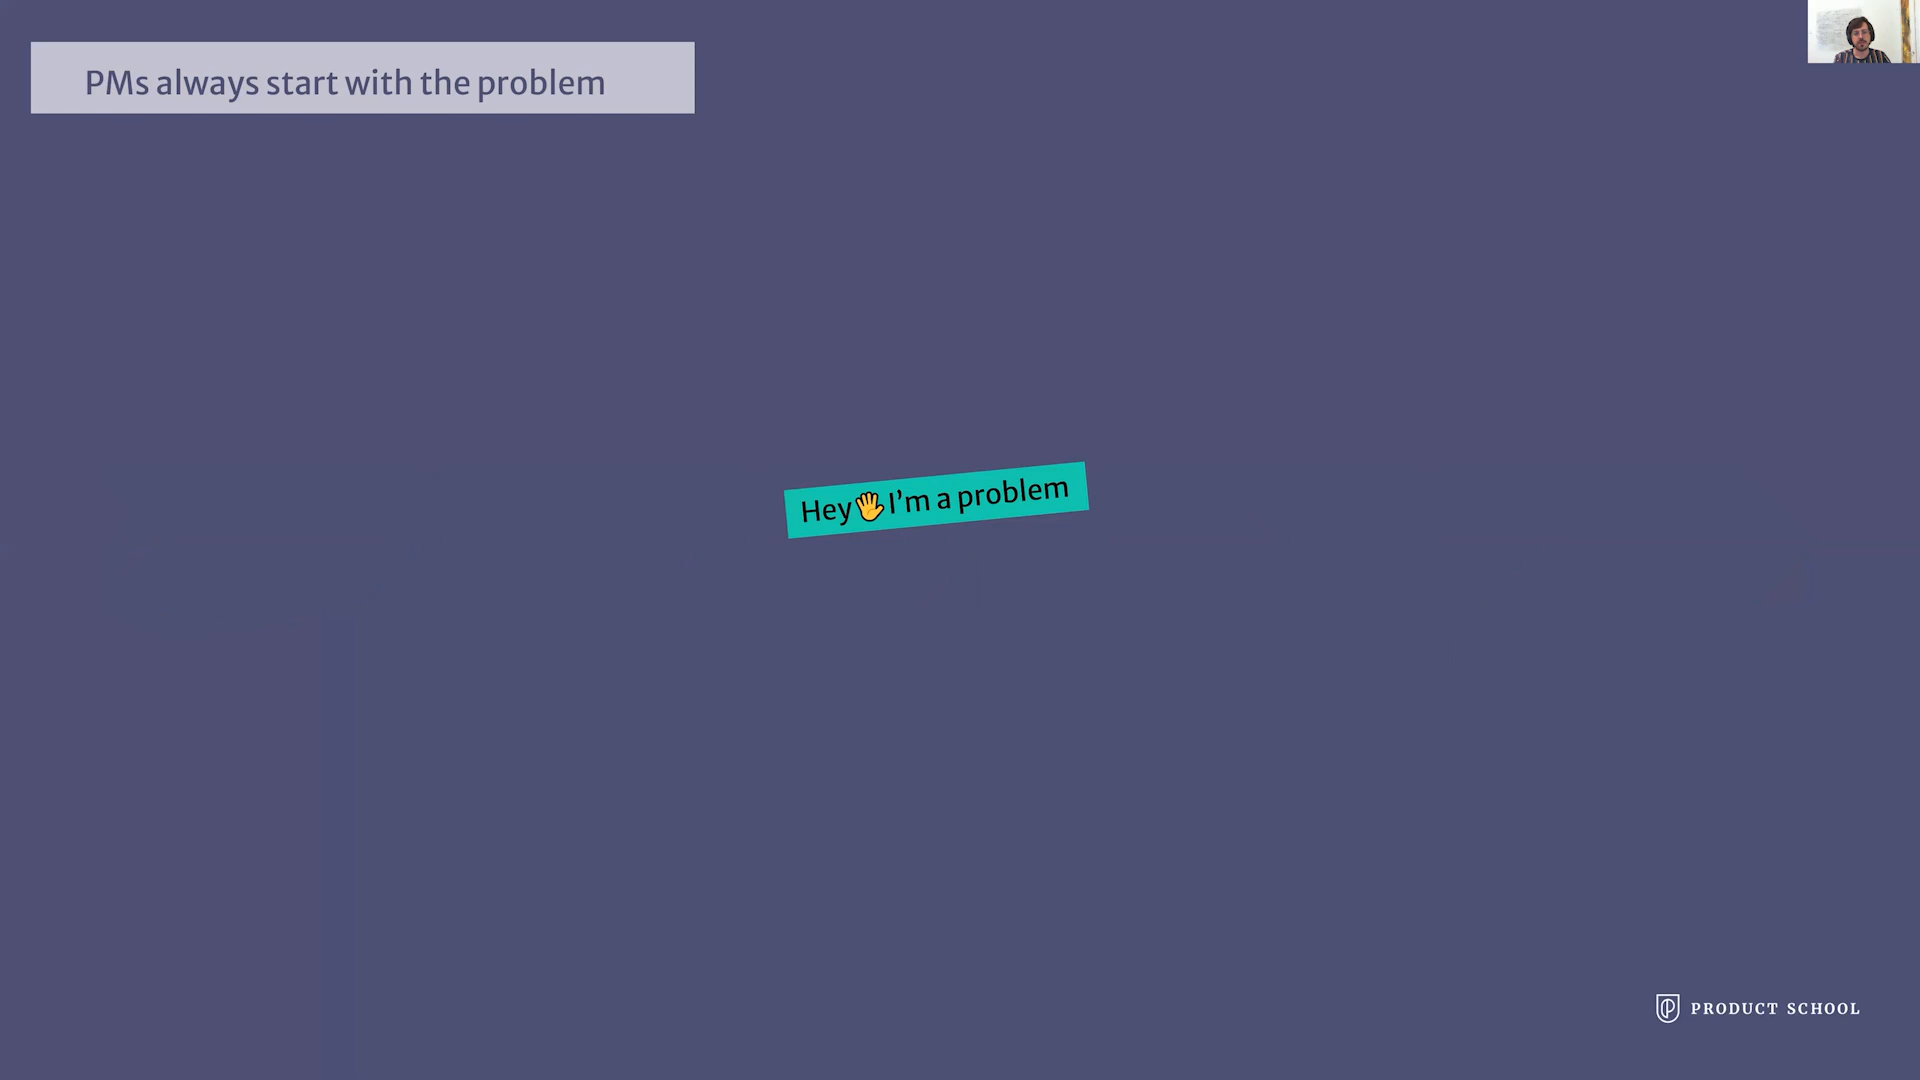 PMs always start with the problem
Hey🖐I'm a problem
PRODUCT SCHOOL